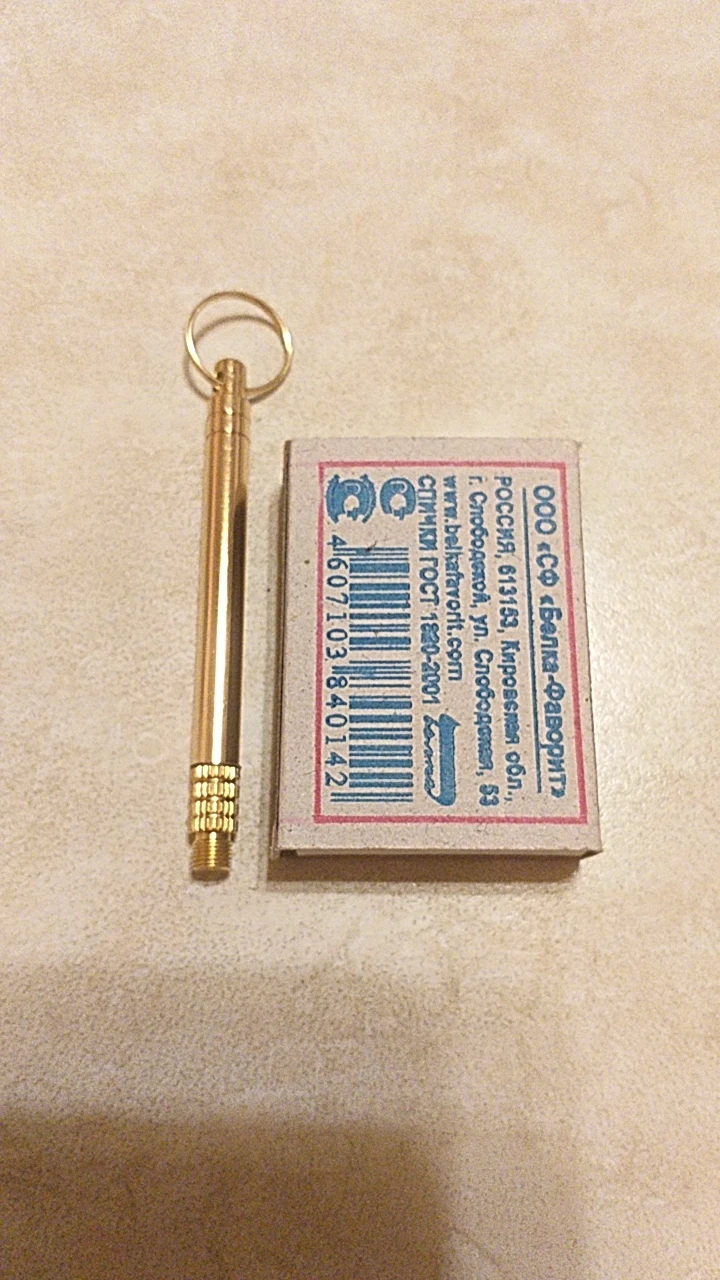 ООО «СФ «Белка-Фаворит»
РОССИЯ, 613153, Кировская обл.,
г. Слободской, ул. Слободская, 53
www.belkafavorit.com
СПИЧКИ ГОСТ 1820-2001
4 607103 840142